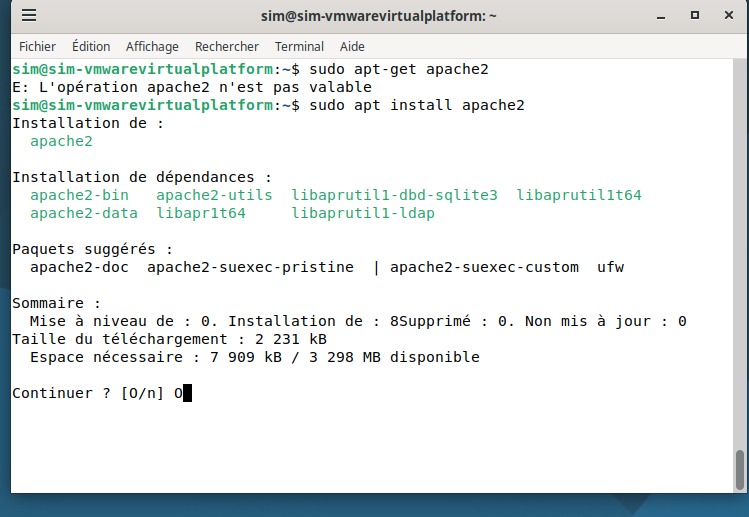 sim@sim-vmwarevirtualplatform: ~
Fichier Édition Affichage Rechercher Terminal Aide
sim@sim-vmwarevirtualplatform:~$ sudo apt-get apache2
E: L'opération apache2 n'est pas valable
sim@sim-vmwarevirtualplatform:~$ sudo apt install apache2
Installation de :
  apache2

Installation de dépendances :
  apache2-bin   apache2-utils  libaprutil1-dbd-sqlite3  libaprutil1t64
  apache2-data  libapr1t64     libaprutil1-ldap

Paquets suggérés :
  apache2-doc  apache2-suexec-pristine  | apache2-suexec-custom  ufw

Sommaire :
  Mise à niveau de : 0. Installation de : 8Supprimé : 0. Non mis à jour : 0
Taille du téléchargement : 2 231 kB
  Espace nécessaire : 7 909 kB / 3 298 MB disponible

Continuer ? [O/n] O